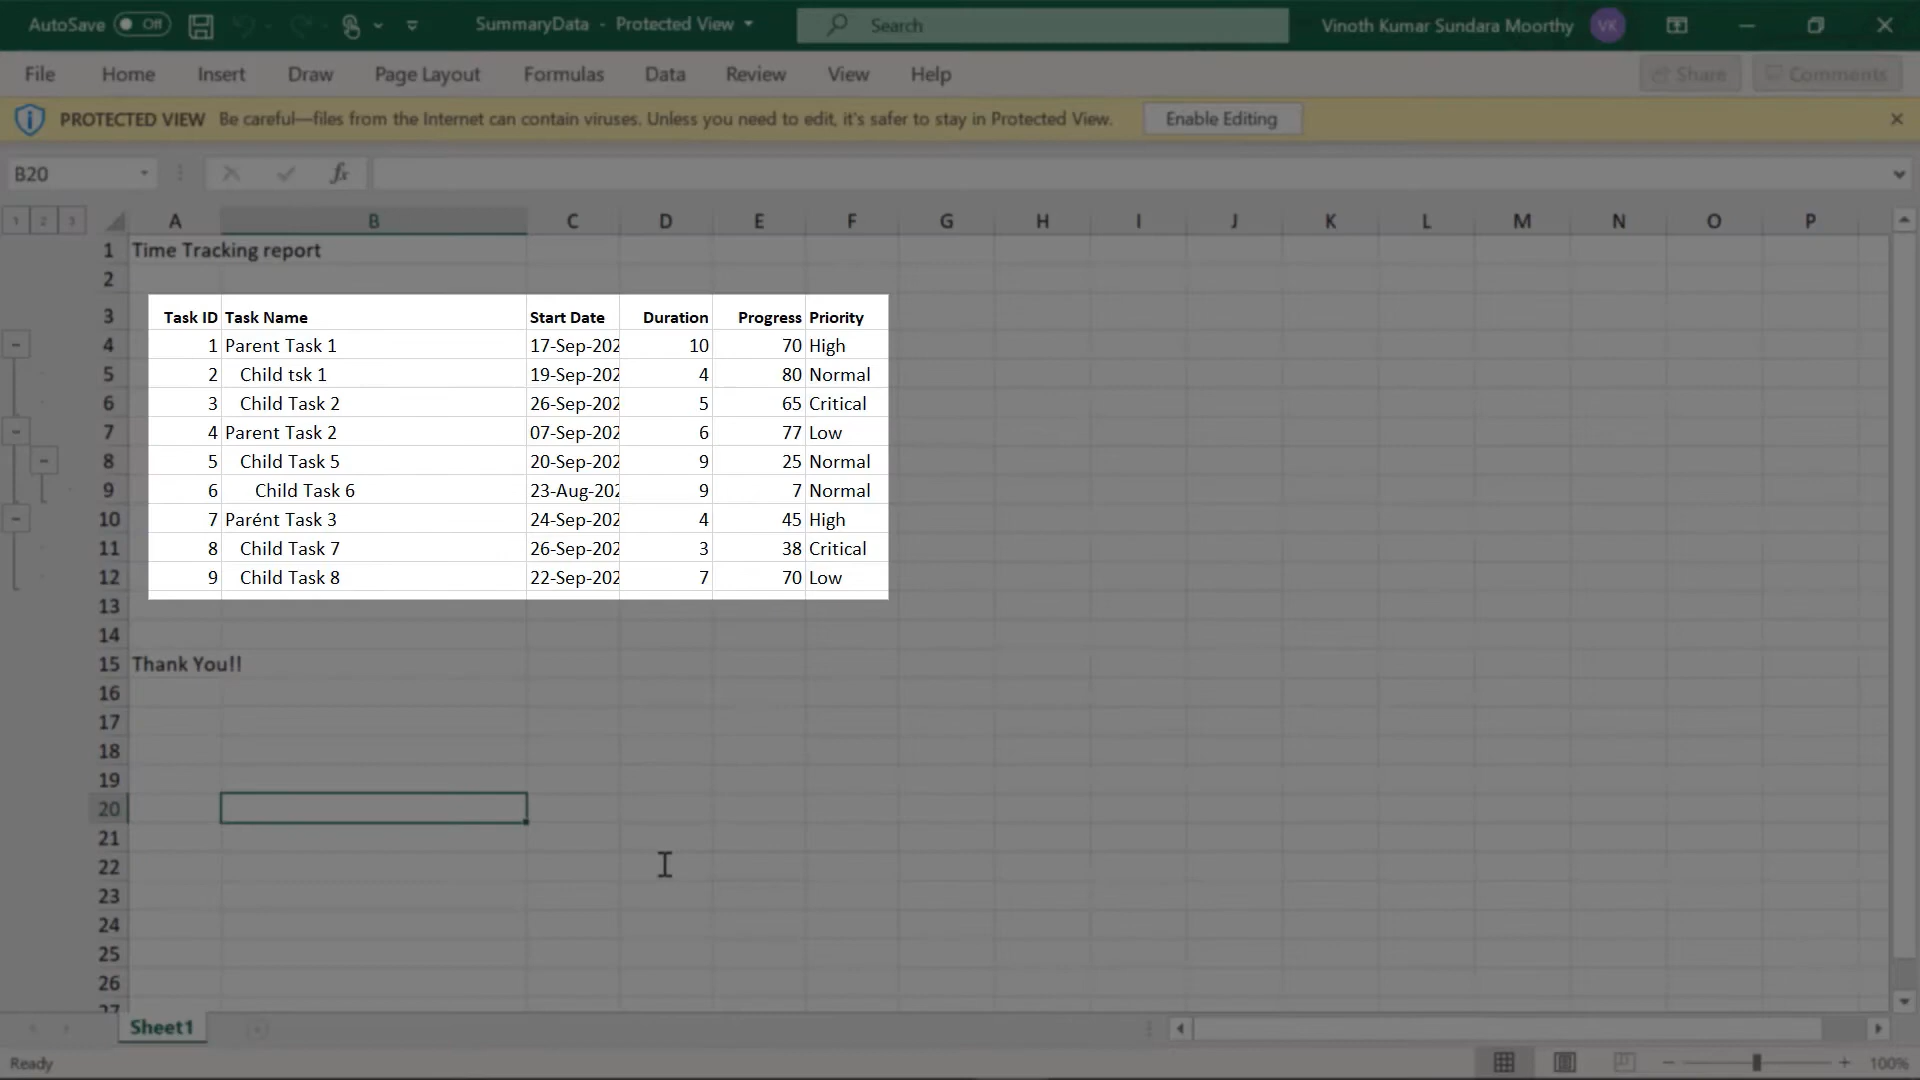 AutoSave Off SummaryData - Protected View Search Vinoth Kumar Sundara Moorthy VK
File Home Insert Draw Page Layout Formulas Data Review View Help Share Comments
PROTECTED VIEW Be careful—files from the Internet can contain viruses. Unless you need to edit, it's safer to stay in Protected View. Enable Editing
B20 fx
1 2 3 A B C D E F G H I J K L M N O P
1 Time Tracking report
2
3 Task ID Task Name Start Date Duration Progress Priority
4 1 Parent Task 1 17-Sep-202 10 70 High
5 2 Child tsk 1 19-Sep-202 4 80 Normal
6 3 Child Task 2 26-Sep-202 5 65 Critical
7 4 Parent Task 2 07-Sep-202 6 77 Low
8 5 Child Task 5 20-Sep-202 9 25 Normal
9 6 Child Task 6 23-Aug-202 9 7 Normal
10 7 Parént Task 3 24-Sep-202 4 45 High
11 8 Child Task 7 26-Sep-202 3 38 Critical
12 9 Child Task 8 22-Sep-202 7 70 Low
13
14
15 Thank You!!
16
17
18
19
20
21
22
23
24
25
26
27
Sheet1
Ready 100%